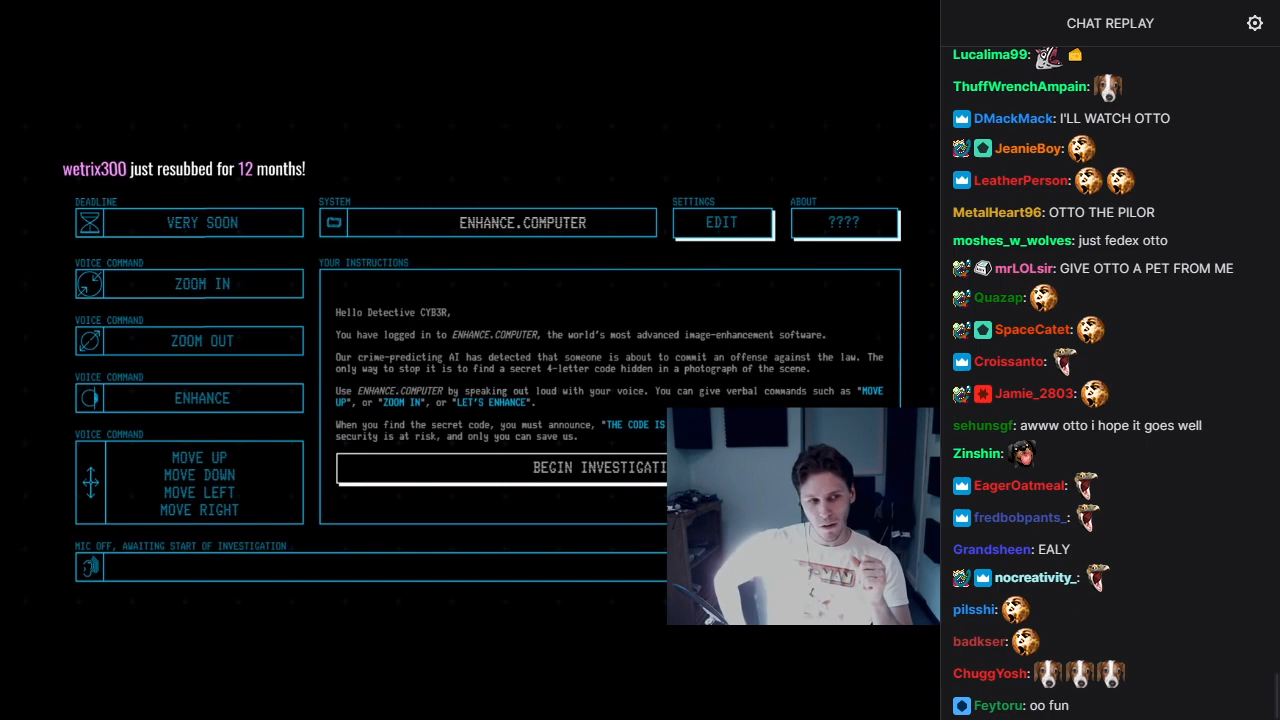 wetrix300 just resubbed for 12 months!
DEADLINE
VERY SOON
SYSTEM
ENHANCE.COMPUTER
SETTINGS
EDIT
ABOUT
????
VOICE COMMAND
ZOOM IN
VOICE COMMAND
ZOOM OUT
VOICE COMMAND
ENHANCE
VOICE COMMAND
MOVE UP
MOVE DOWN
MOVE LEFT
MOVE RIGHT
YOUR INSTRUCTIONS
Hello Detective CYB3R,
You have logged in to ENHANCE.COMPUTER, the world's most advanced image-enhancement software.
Our crime-predicting AI has detected that someone is about to commit an offense against the law. The
only way to stop it is to find a secret 4-letter code hidden in a photograph of the scene.
Use ENHANCE.COMPUTER by speaking out loud with your voice. You can give verbal commands such as "MOVE
UP", or "ZOOM IN", or "LET'S ENHANCE".
When you find the secret code, you must announce, "THE CODE IS
security is at risk, and only you can save us.
BEGIN INVESTIGATI
MIC OFF, AWAITING START OF INVESTIGATION
CHAT REPLAY
Lucalima99:
ThuffWrenchAmpain:
DMackMack: I'LL WATCH OTTO
JeanieBoy:
LeatherPerson:
MetalHeart96: OTTO THE PILOR
moshes_w_wolves: just fedex otto
mrLOLsir: GIVE OTTO A PET FROM ME
Quazap:
SpaceCatet:
Croissanto:
Jamie_2803:
sehunsgf: awww otto i hope it goes well
Zinshin:
EagerOatmeal:
fredbobpants_:
Grandsheen: EALY
nocreativity_:
pilsshi:
badkser:
ChuggYosh:
Feytoru: oo fun